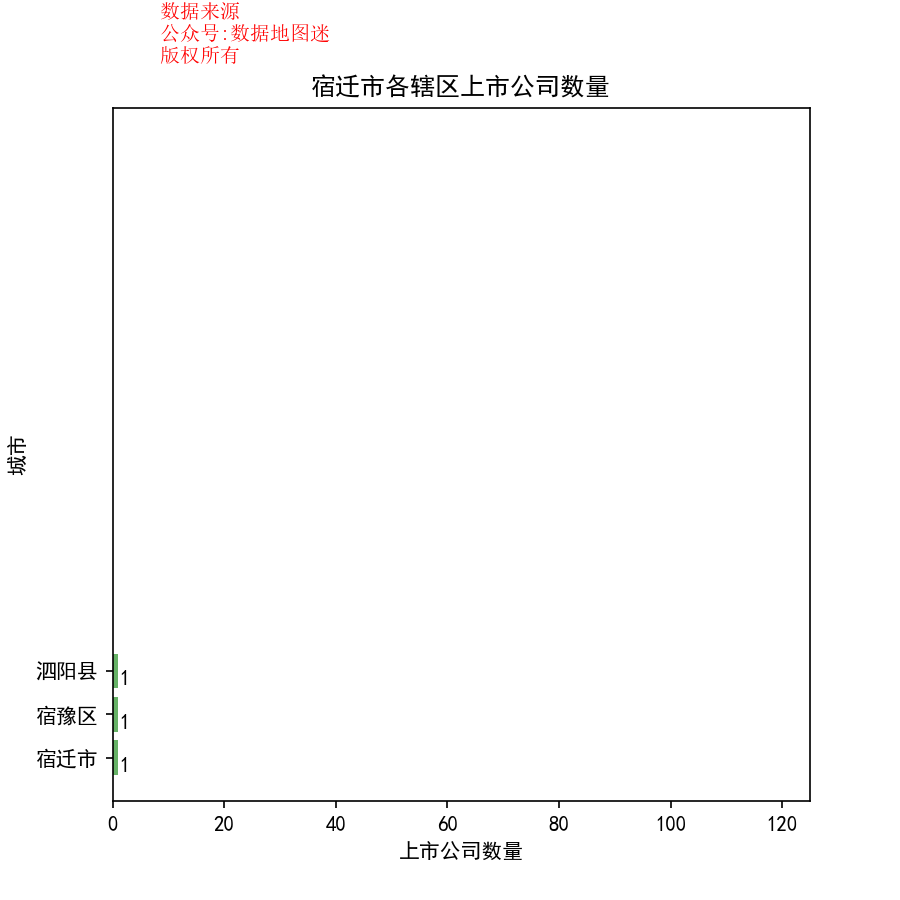 数据来源
公众号:数据地图迷
版权所有
宿迁市各辖区上市公司数量
城市
泗阳县
1
宿豫区
1
宿迁市
1
0 20 40 60 80 100 120
上市公司数量